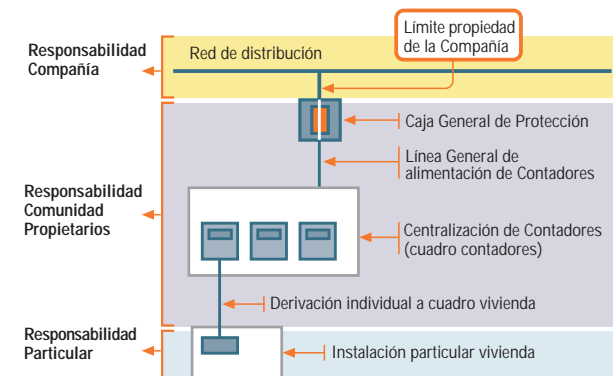 Límite propiedad
de la Compañía
Responsabilidad
Compañía
Red de distribución
Caja General de Protección
Línea General de
alimentación de Contadores
Responsabilidad
Comunidad
Propietarios
Centralización de Contadores
(cuadro contadores)
Derivación individual a cuadro vivienda
Responsabilidad
Particular
Instalación particular vivienda